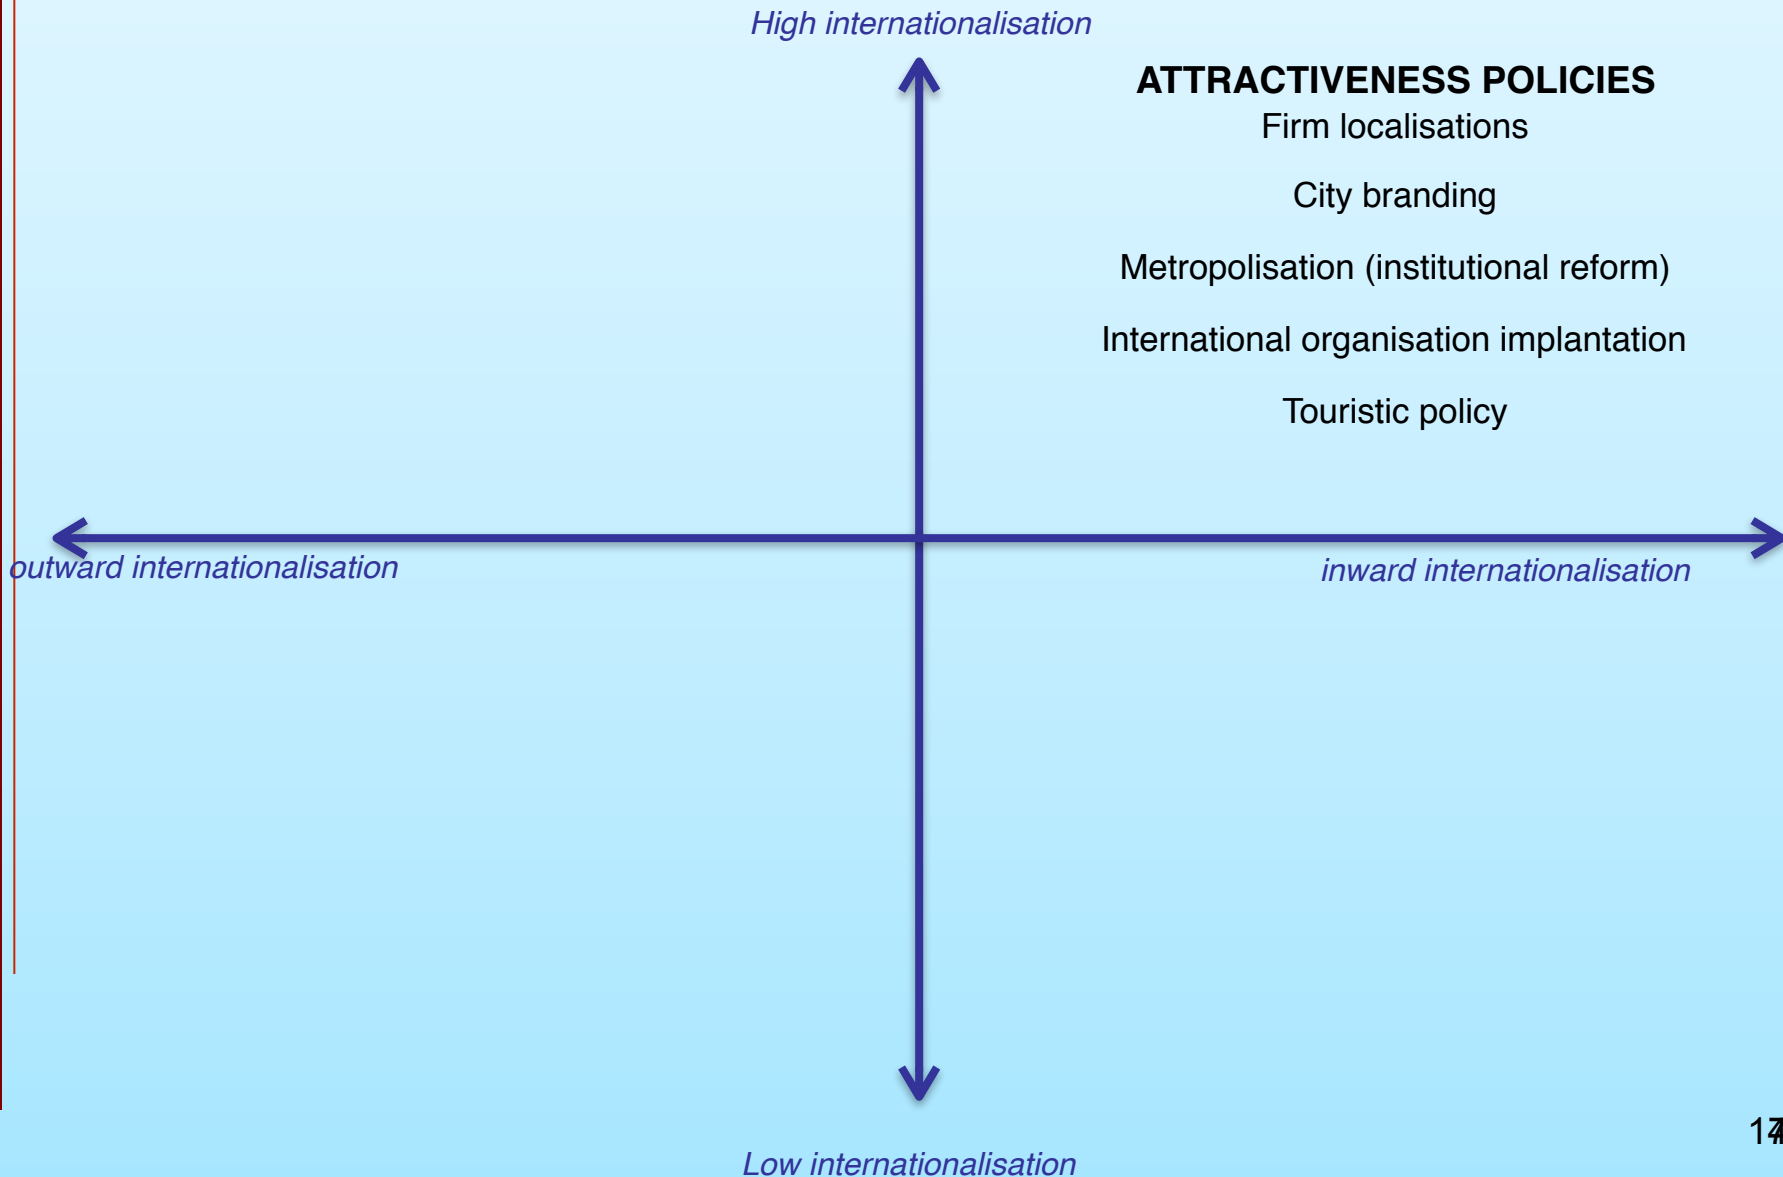 High internationalisation
ATTRACTIVENESS POLICIES
Firm localisations
City branding
Metropolisation (institutional reform)
International organisation implantation
Touristic policy
outward internationalisation
inward internationalisation
Low internationalisation